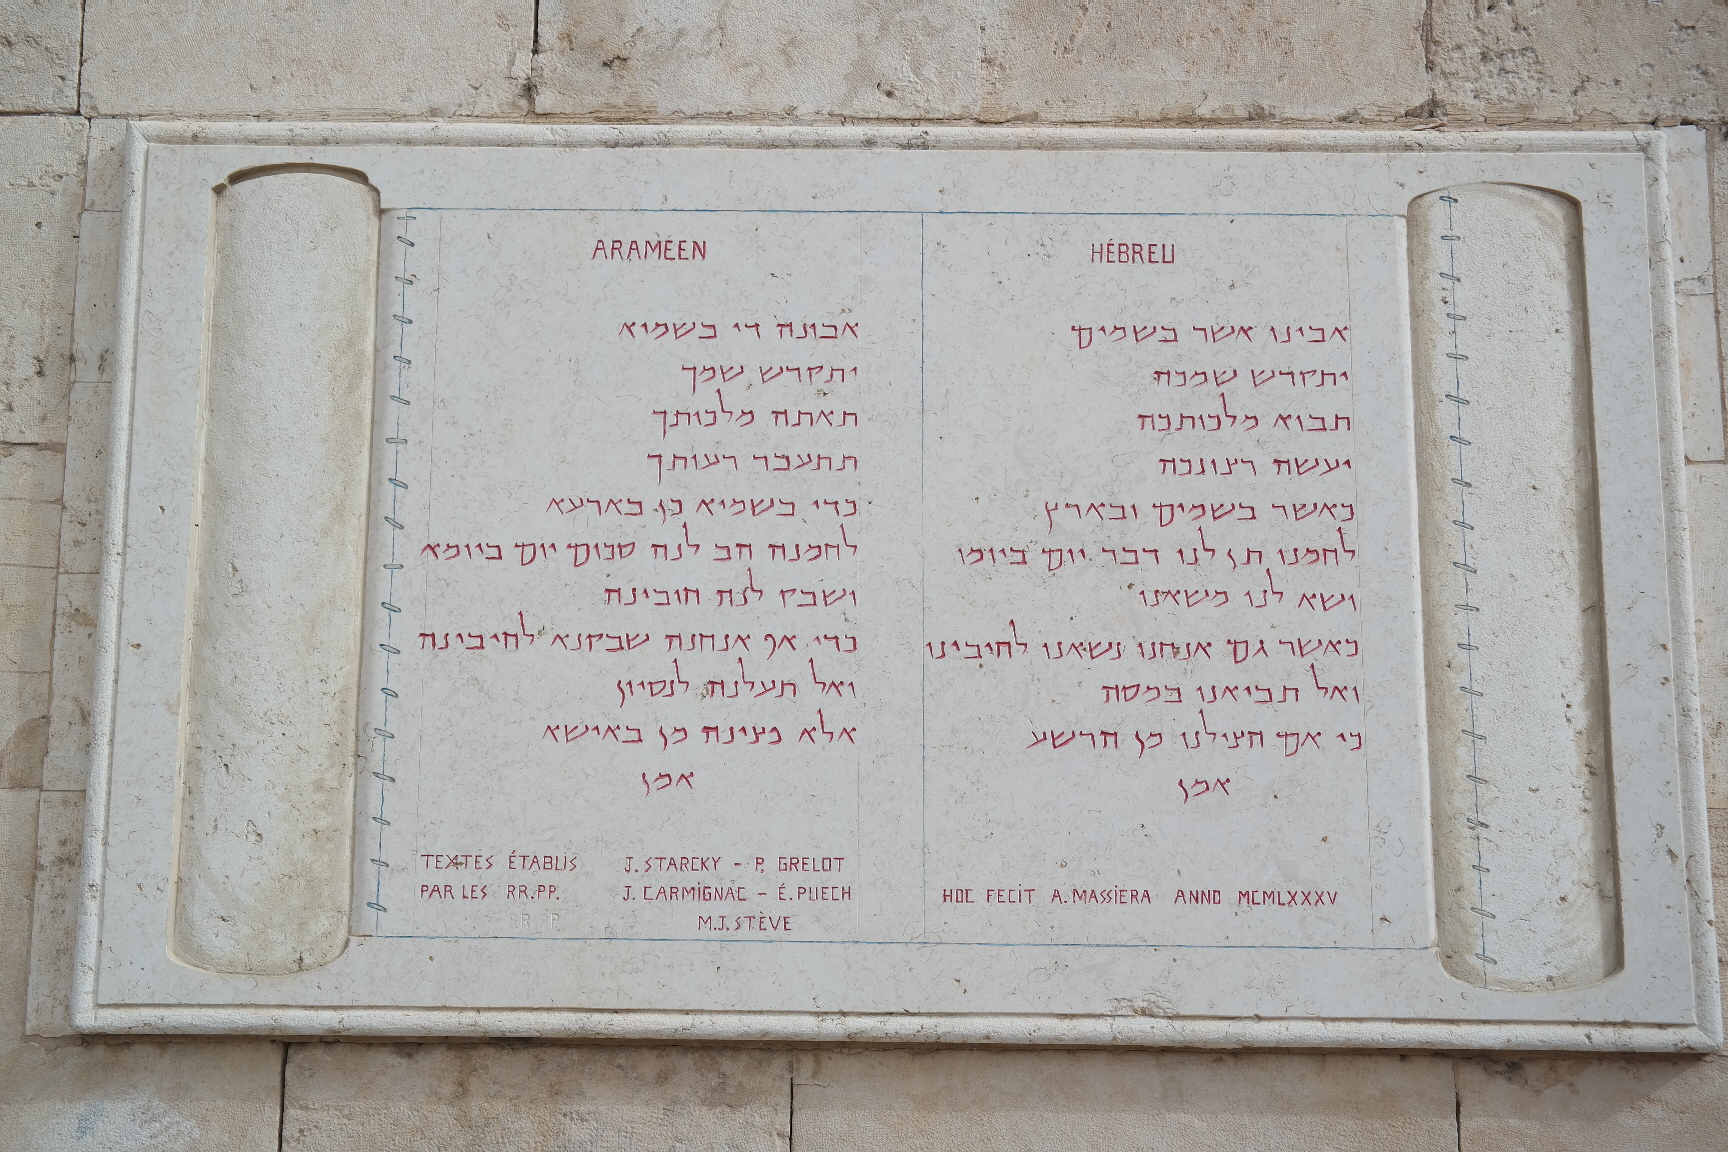 ARAMÉEN
אבונה די בשמיא
יתקדש שמך
תאתה מלכותך
תתעבד רעותך
כדי בשמיא כן בארעא
לחמנה הב לנה סכום יום ביומא
ושבק לנה חובינה
כדי אף אנחנה שבקנא לחיבינה
ואל תעלנה לנסיון
אלא פצינה מן באישא
אמן
TEXTES ÉTABLIS J. STARCKY - P. GRELOT
PAR LES RR.PP. J. CARMIGNAC - É. PUECH
M.J. STÈVE
HÉBREU
אבינו אשר בשמים
יתקדש שמכה
תבוא מלכותכה
יעשה רצונכה
כאשר בשמים ובארץ
לחמנו תן לנו דבר יום ביומו
ושא לנו משאנו
כאשר גם אנחנו נשאנו לחיבינו
ואל תביאנו במסה
כי אם הצילנו מן הרשע
אמן
HOC FECIT A. MASSIERA ANNO MCMLXXXV